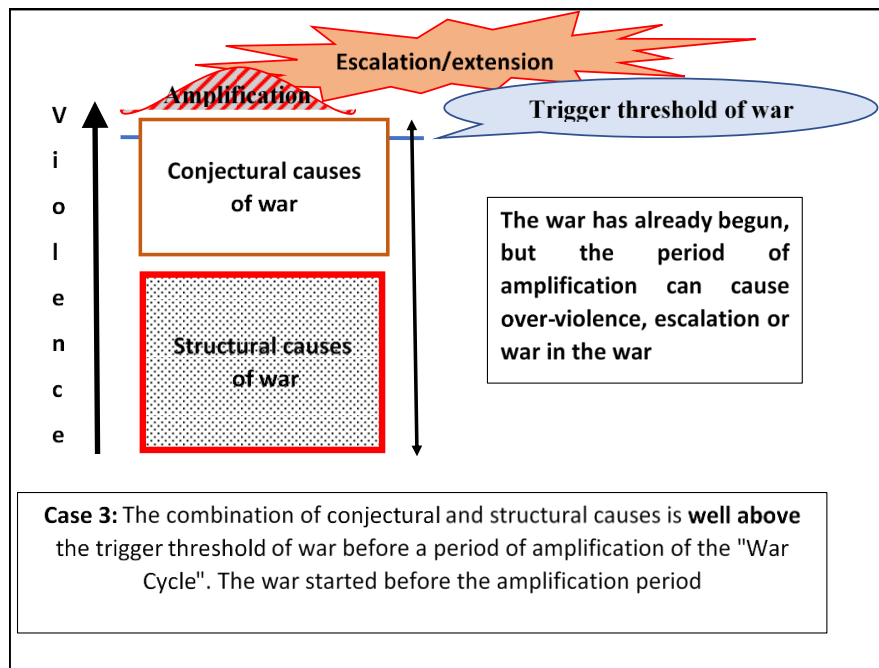 Escalation/extension
Amplification
Trigger threshold of war
V
i
o
l
e
n
c
e
Conjectural causes
of war
The war has already begun,
but the period of
amplification can cause
over-violence, escalation or
war in the war
Structural causes
of war
Case 3: The combination of conjectural and structural causes is well above
the trigger threshold of war before a period of amplification of the "War
Cycle". The war started before the amplification period